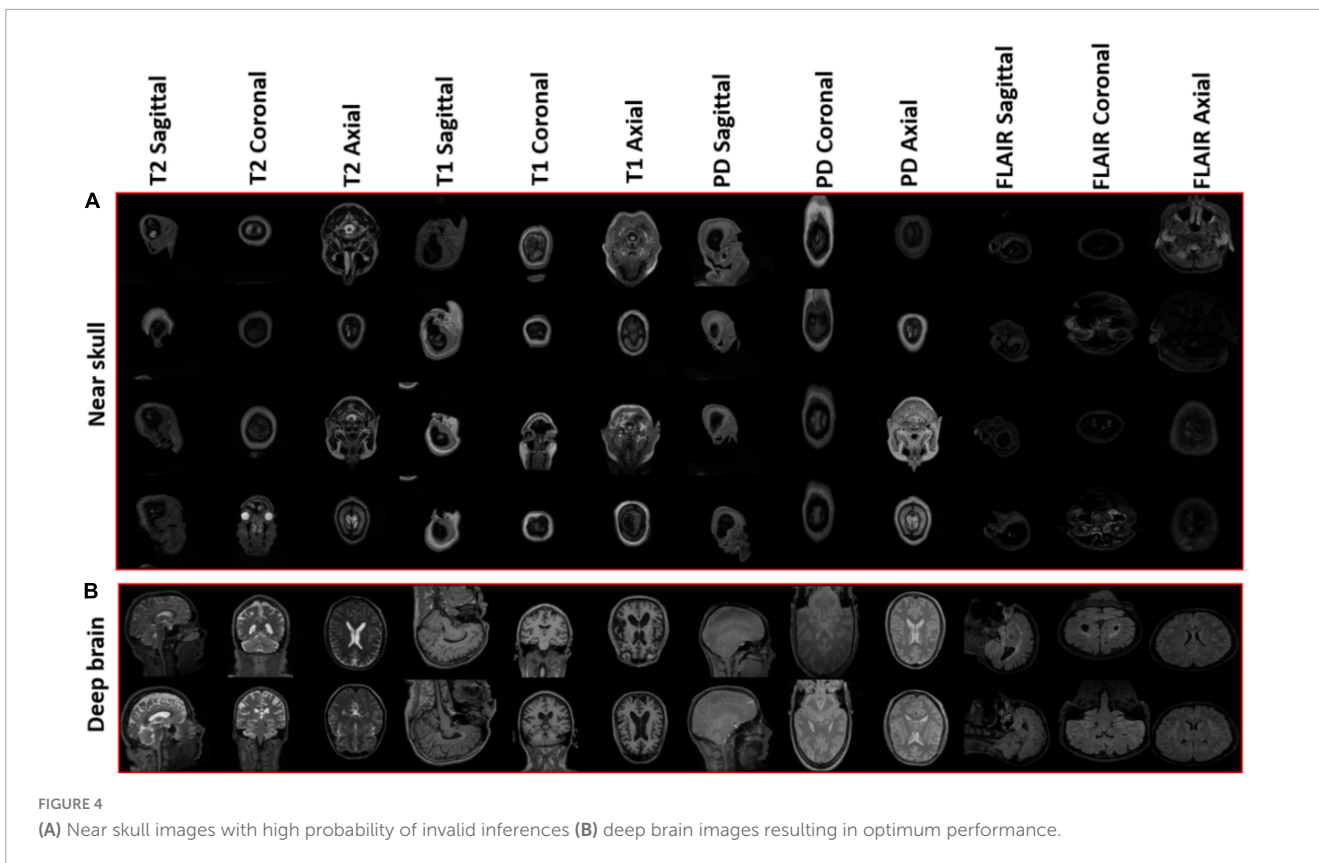 T2 Sagittal
T2 Coronal
T2 Axial
T1 Sagittal
T1 Coronal
T1 Axial
PD Sagittal
PD Coronal
PD Axial
FLAIR Sagittal
FLAIR Coronal
FLAIR Axial
A
Near skull
B
Deep brain
FIGURE 4
(A) Near skull images with high probability of invalid inferences (B) deep brain images resulting in optimum performance.